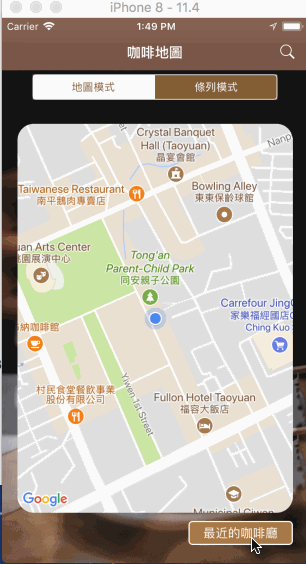 iPhone 8 - 11.4
Carrier 1:49 PM
咖啡地圖
地圖模式 條列模式
Crystal Banquet
Hall (Taoyuan)
晶宴會館
Nanp
Taiwanese Restaurant
南平鵝肉專賣店
Bowling Alley
東東保齡球館
uan Arts Center
桃園展演中心
Tong'an
Parent-Child Park
同安親子公園
Carrefour JingG
家樂福經國店
Ching Kuo S
納咖啡館
Yiwen 1st Street
村民食堂餐飲事業
股份有限公司
Fullon Hotel Taoyuan
福容大飯店
Google
Municipal Ciwen
最近的咖啡廳